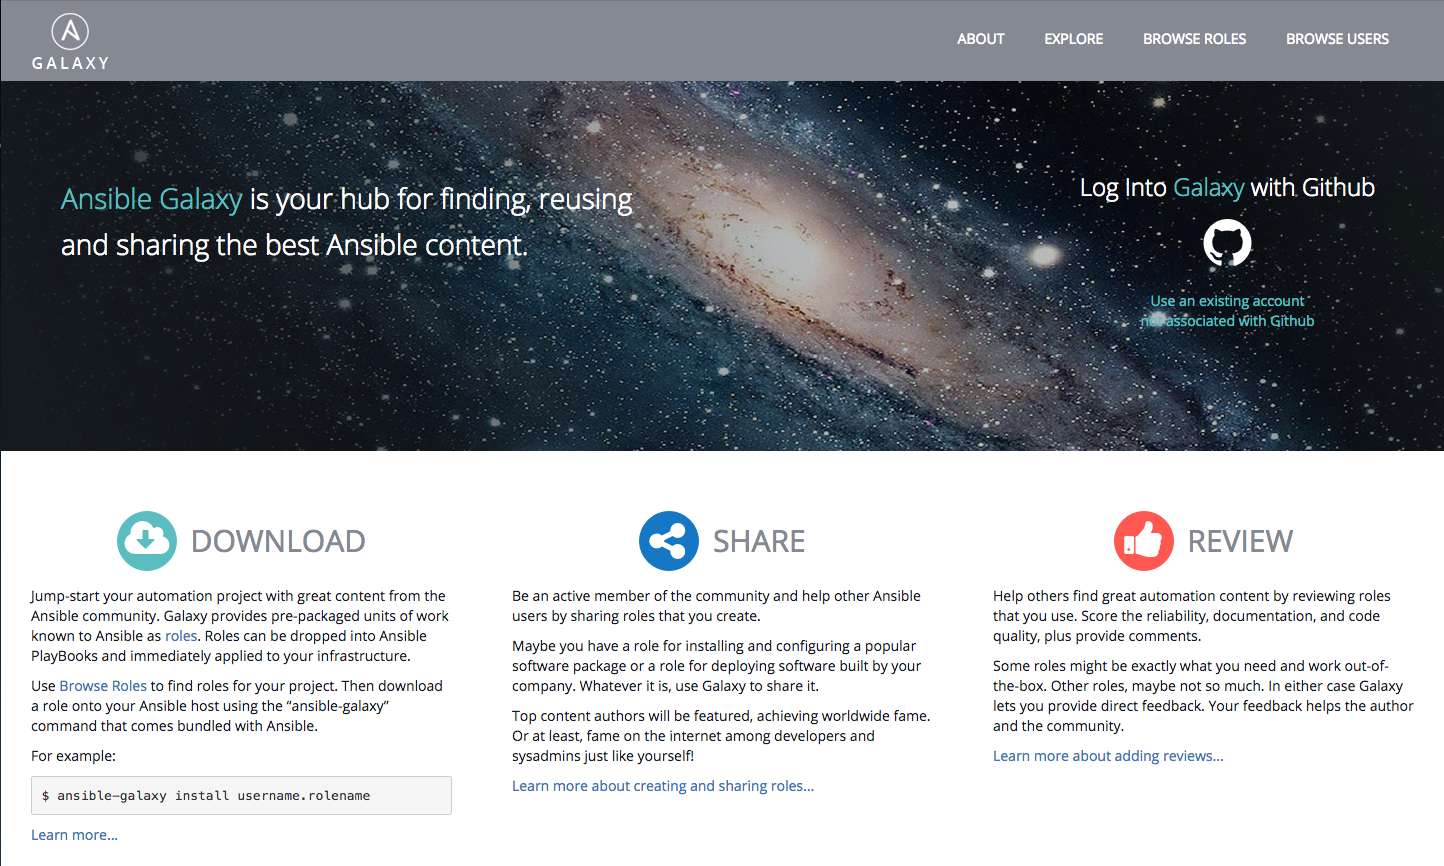 GALAXY
ABOUT
EXPLORE
BROWSE ROLES
BROWSE USERS
Ansible Galaxy is your hub for finding, reusing
and sharing the best Ansible content.
Log Into Galaxy with Github
Use an existing account
not associated with Github
DOWNLOAD
Jump-start your automation project with great content from the
Ansible community. Galaxy provides pre-packaged units of work
known to Ansible as roles. Roles can be dropped into Ansible
PlayBooks and immediately applied to your infrastructure.
Use Browse Roles to find roles for your project. Then download
a role onto your Ansible host using the “ansible-galaxy”
command that comes bundled with Ansible.
For example:
$ ansible-galaxy install username.rolename
Learn more...
SHARE
Be an active member of the community and help other Ansible
users by sharing roles that you create.
Maybe you have a role for installing and configuring a popular
software package or a role for deploying software built by your
company. Whatever it is, use Galaxy to share it.
Top content authors will be featured, achieving worldwide fame.
Or at least, fame on the internet among developers and
sysadmins just like yourself!
Learn more about creating and sharing roles...
REVIEW
Help others find great automation content by reviewing roles
that you use. Score the reliability, documentation, and code
quality, plus provide comments.
Some roles might be exactly what you need and work out-of-
the-box. Other roles, maybe not so much. In either case Galaxy
lets you provide direct feedback. Your feedback helps the author
and the community.
Learn more about adding reviews...